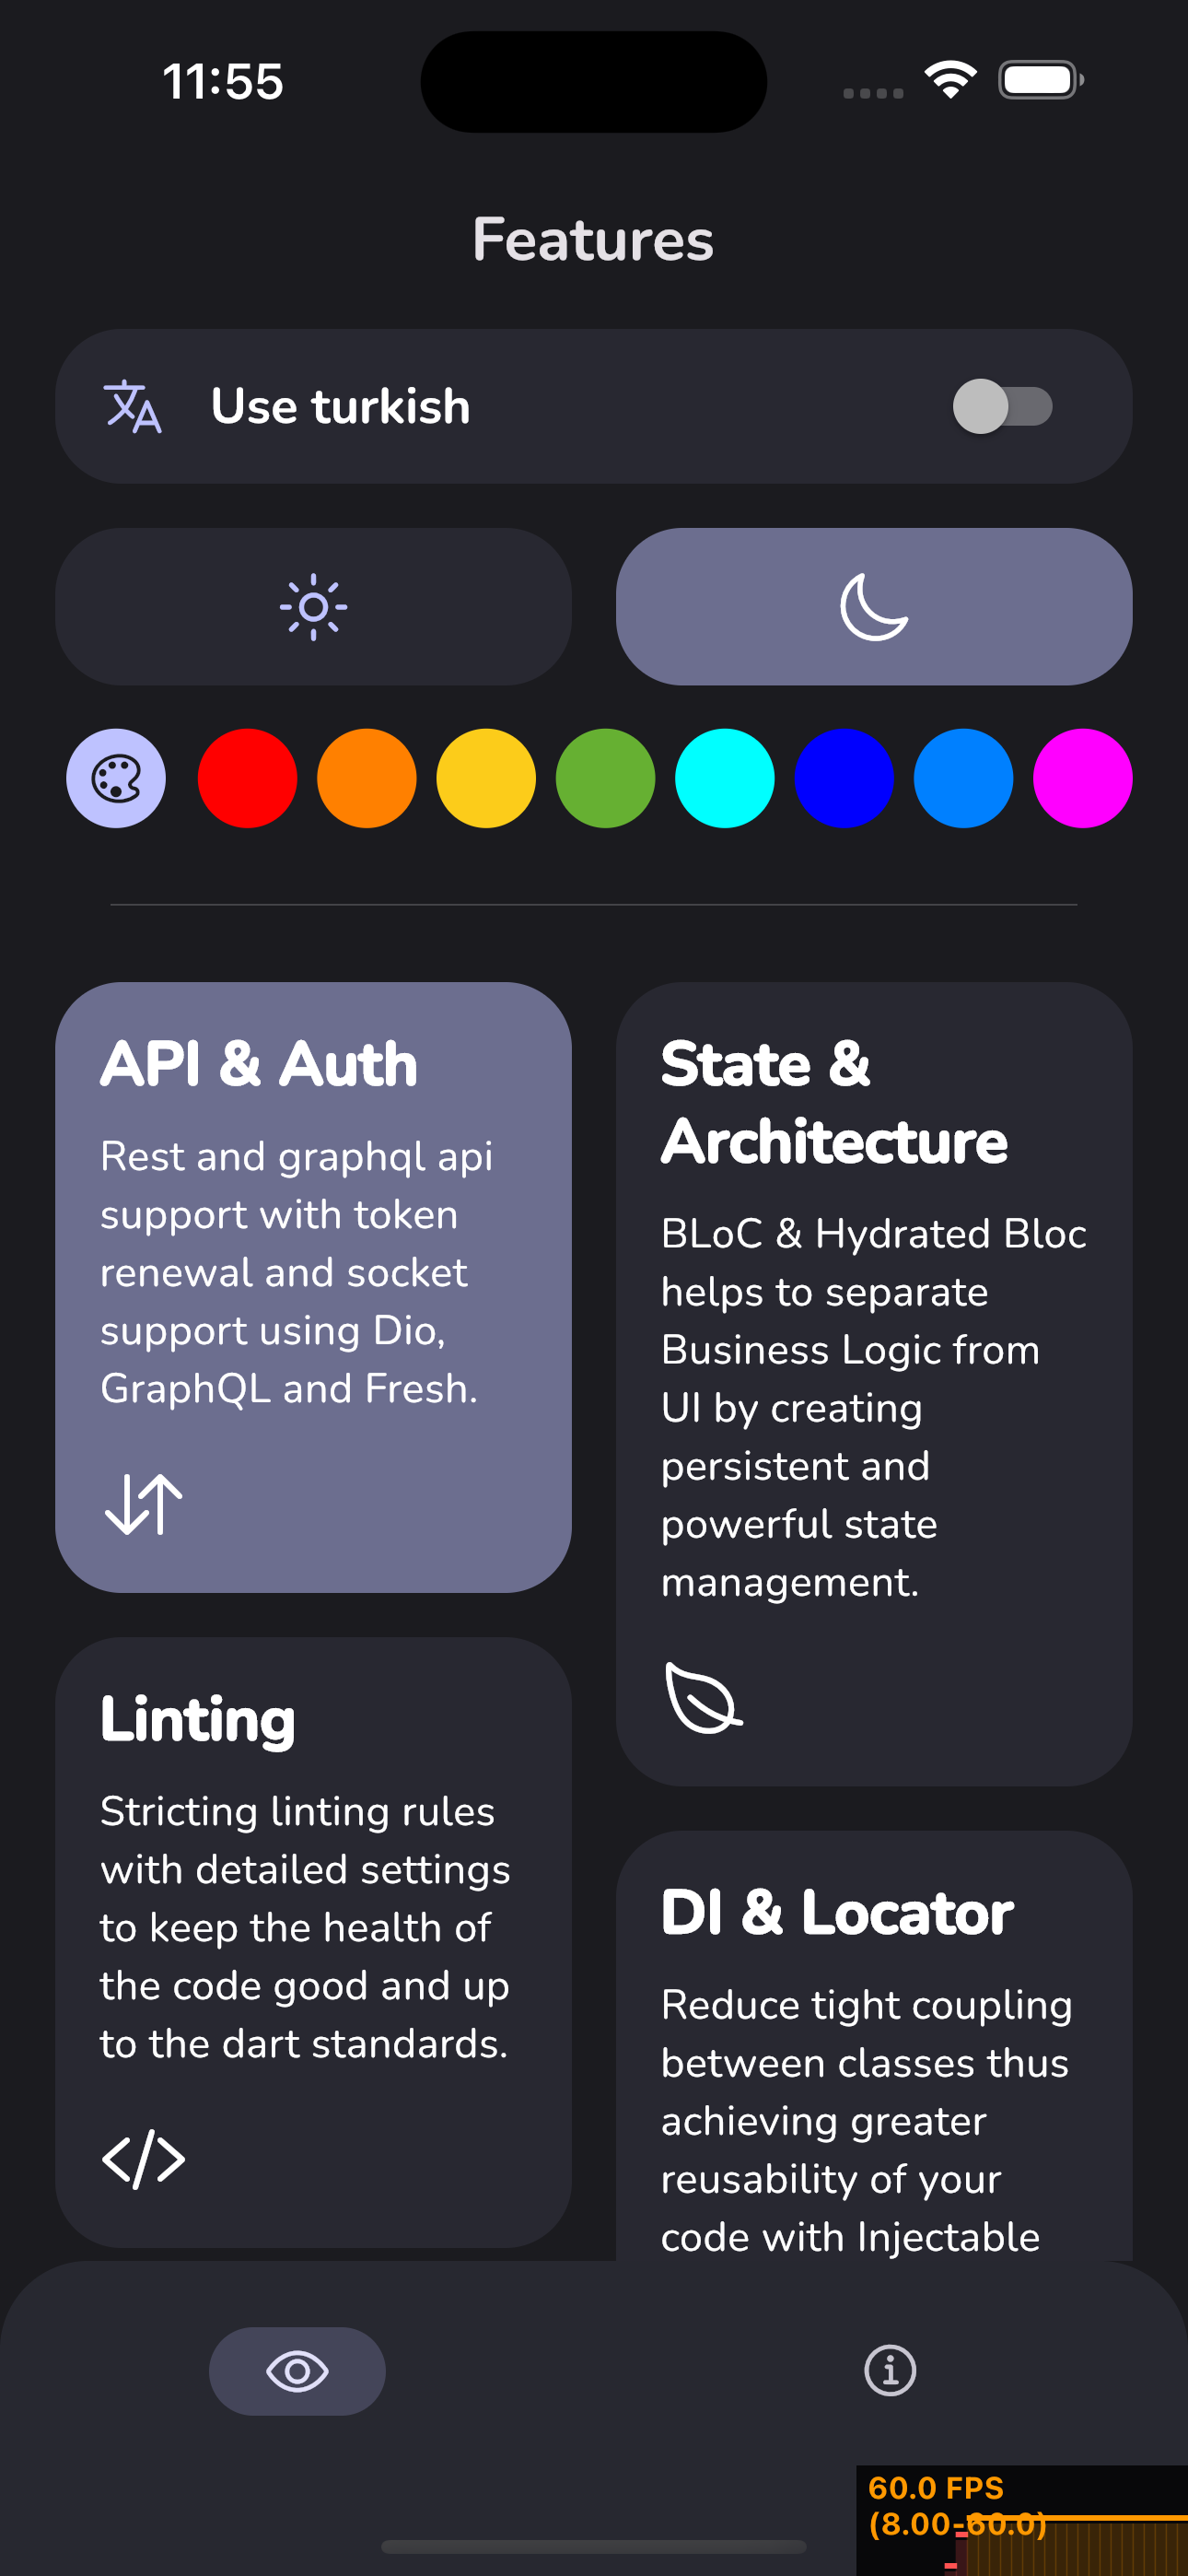 11:55
Features
Use turkish
API & Auth
Rest and graphql api
support with token
renewal and socket
support using Dio,
GraphQL and Fresh.
State &
Architecture
BLoC & Hydrated Bloc
helps to separate
Business Logic from
UI by creating
persistent and
powerful state
management.
Linting
Stricting linting rules
with detailed settings
to keep the health of
the code good and up
to the dart standards.
DI & Locator
Reduce tight coupling
between classes thus
achieving greater
reusability of your
code with Injectable
60.0 FPS
(8.00-60.0)